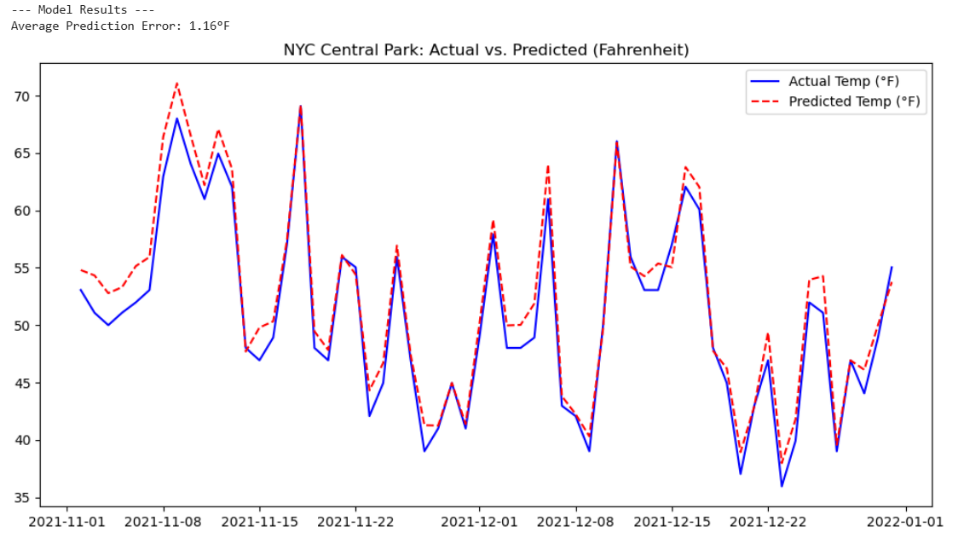 --- Model Results ---
Average Prediction Error: 1.16°F
NYC Central Park: Actual vs. Predicted (Fahrenheit)
Actual Temp (°F)
Predicted Temp (°F)
70
65
60
55
50
45
40
35
2021-11-01 2021-11-08 2021-11-15 2021-11-22 2021-12-01 2021-12-08 2021-12-15 2021-12-22 2022-01-01